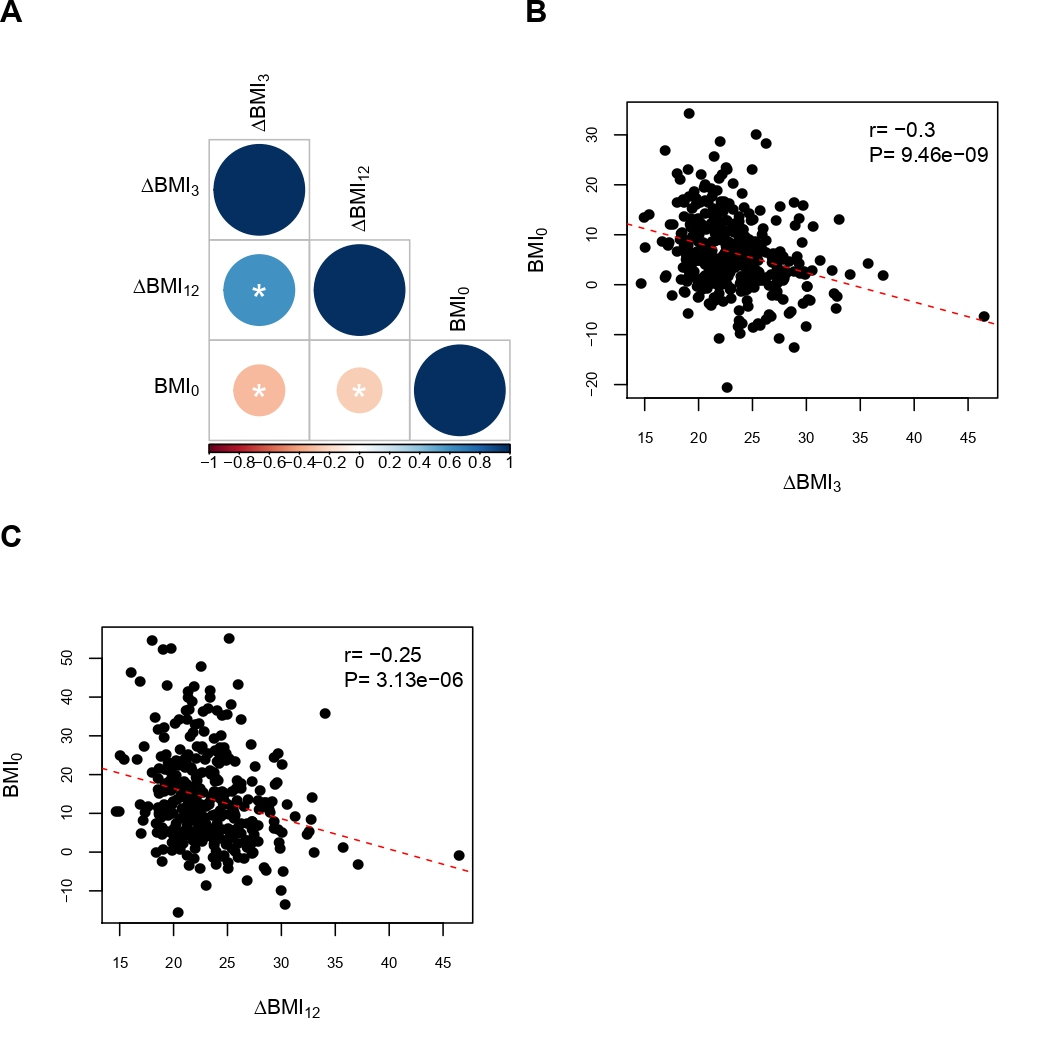 A
ΔBMI3
ΔBMI12
BMI0
ΔBMI3
ΔBMI12
BMI0
*
* *
−1 −0.8 −0.6 −0.4 −0.2 0 0.2 0.4 0.6 0.8 1
B
r= −0.3
P= 9.46e−09
BMI0
30
20
10
0
−10
−20
15 20 25 30 35 40 45
ΔBMI3
C
r= −0.25
P= 3.13e−06
BMI0
50
40
30
20
10
0
−10
15 20 25 30 35 40 45
ΔBMI12